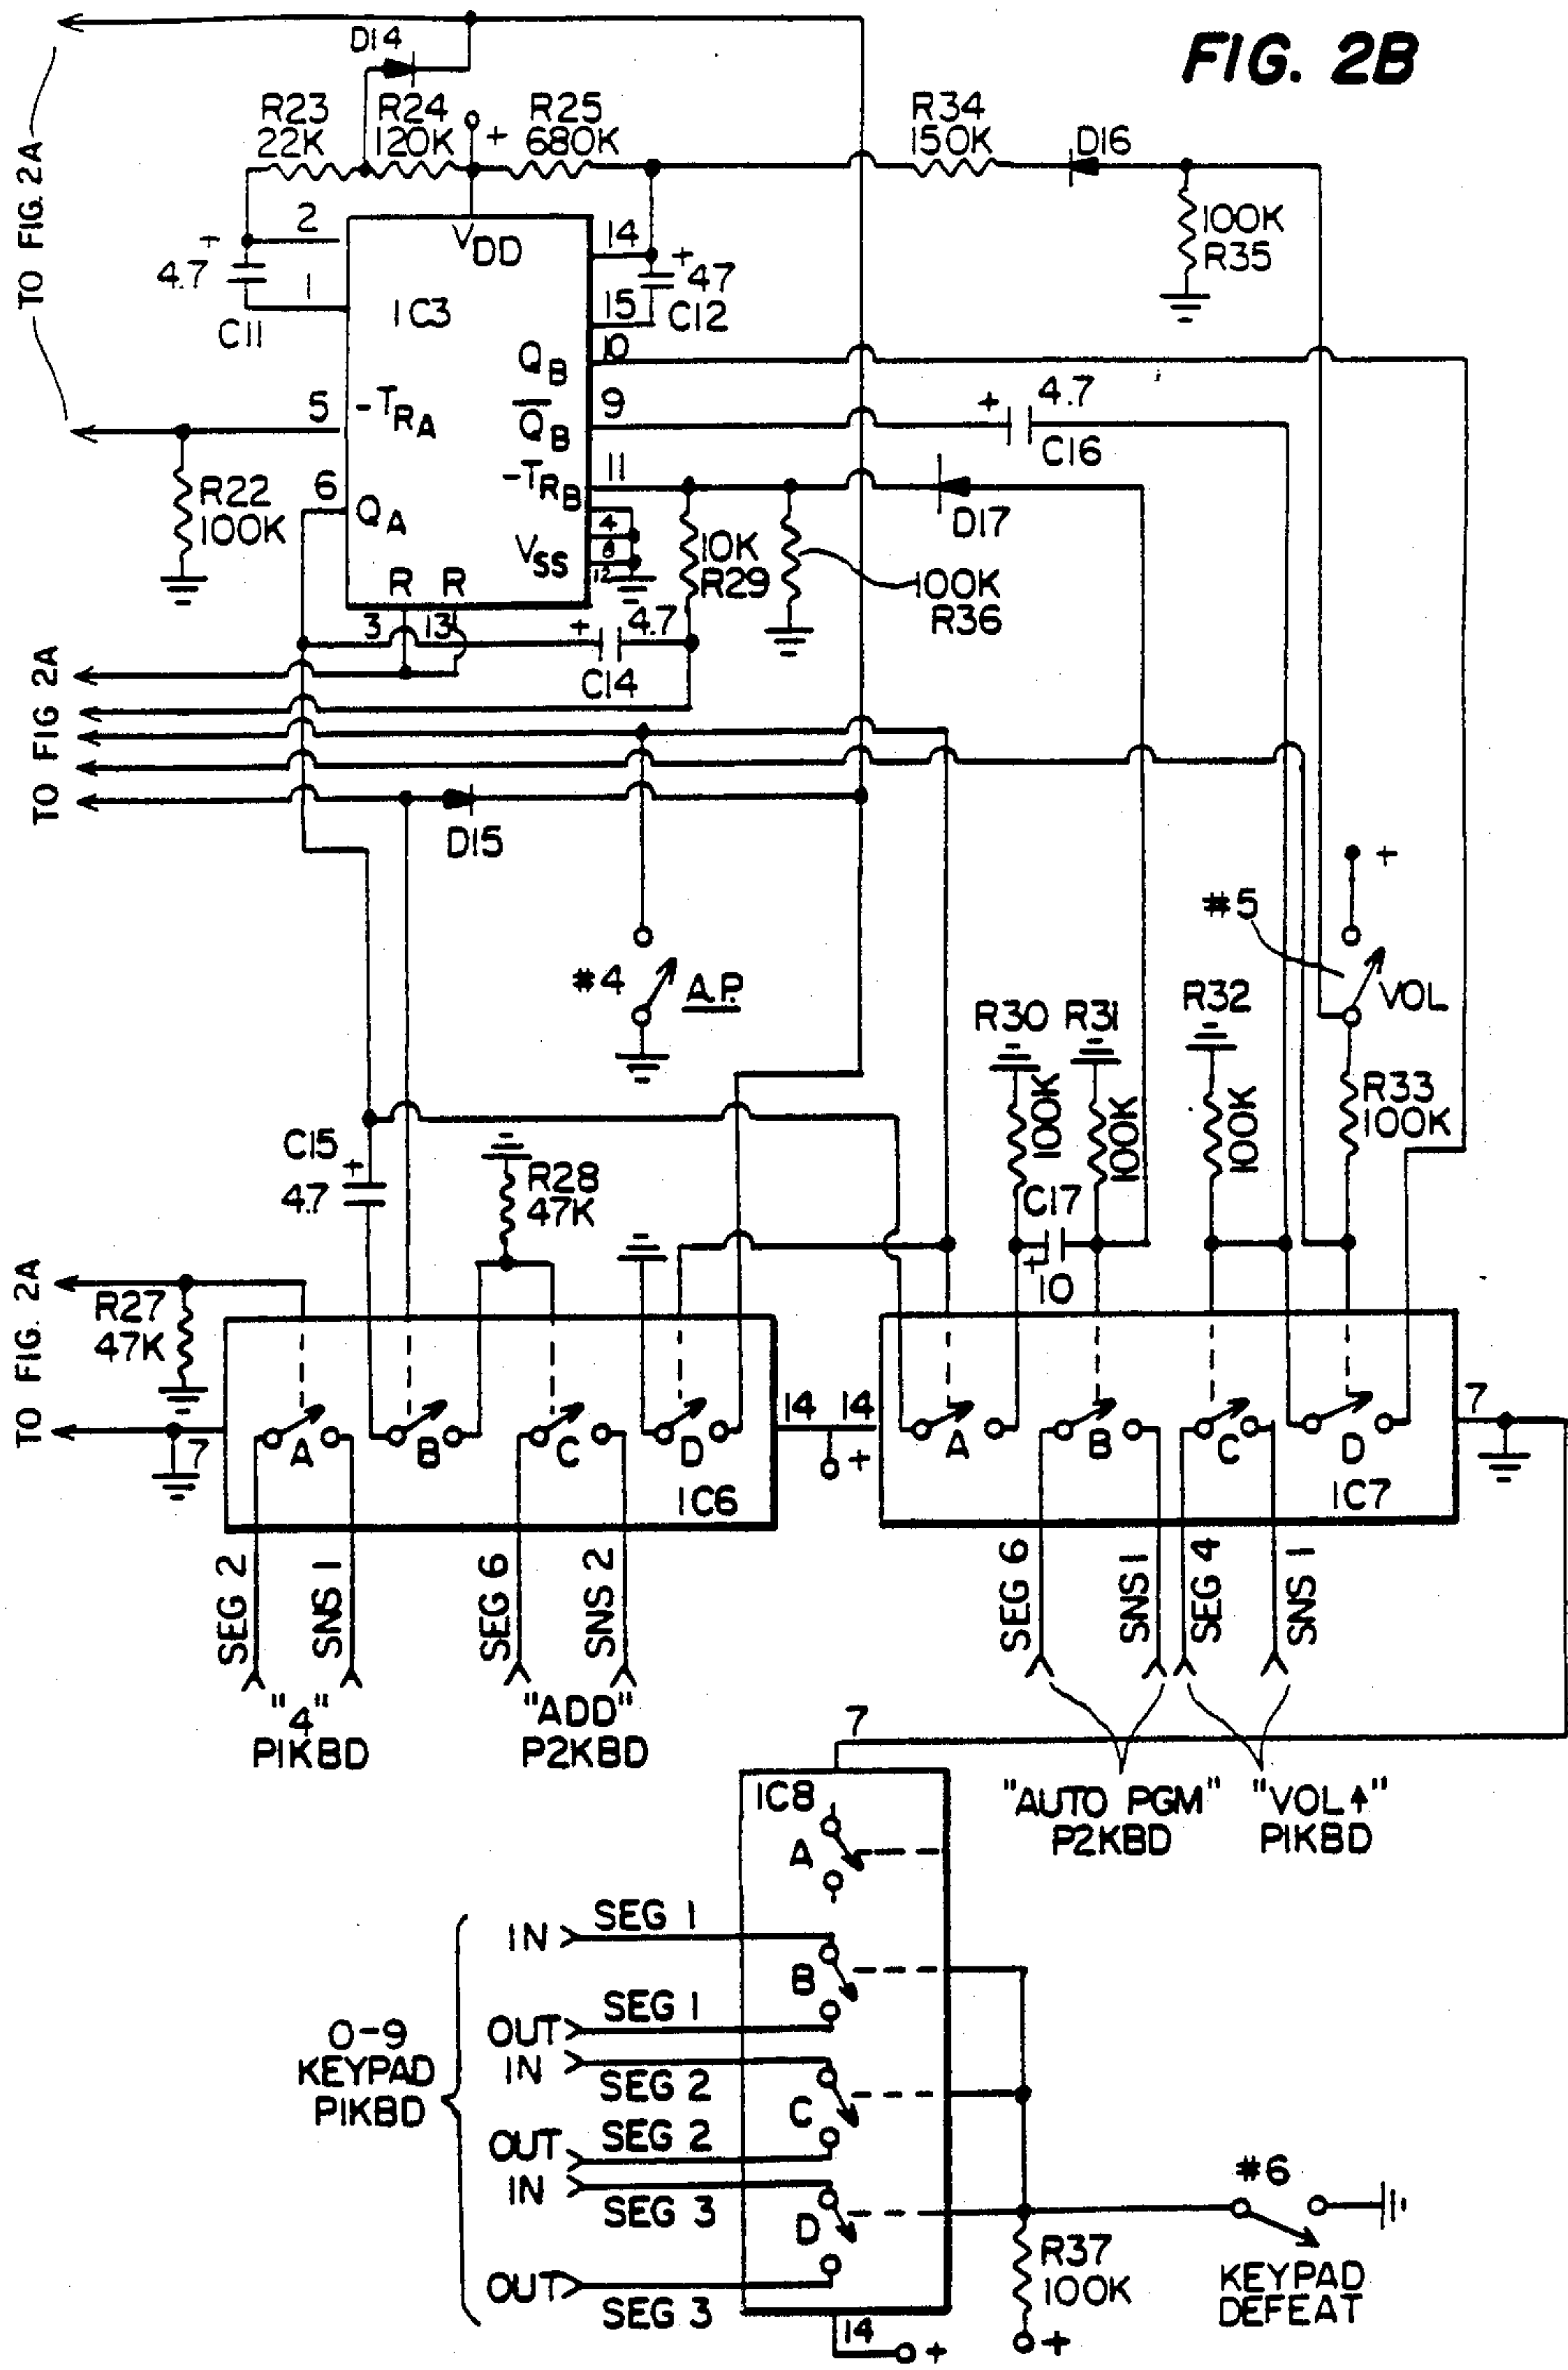 FIG. 2B
TO FIG. 2A
D14
R23
22K
R24
120K
+
R25
680K
R34
150K
D16
100K
R35
2
+
4.7
1
C11
VDD
IC3
14
+
47
15
C12
10
QB
9
Q̅B
+
4.7
C16
5
-TRA
11
-TRB
D17
R22
100K
6
QA
4
8
12
VSS
10K
R29
100K
R36
R
R
3
13
+
4.7
C14
TO FIG 2A
D15
#4
A.P.
+
#5
VOL
R30
R31
R32
100K
100K
100K
R33
100K
C15
+
4.7
R28
47K
C17
+
10
TO FIG. 2A
R27
47K
7
A
B
C
D
IC6
14
14
+
A
B
C
D
IC7
7
SEG 2
SNS 1
SEG 6
SNS 2
SEG 6
SNS 1
SEG 4
SNS 1
"4"
P1KBD
"ADD"
P2KBD
"AUTO PGM"
P2KBD
"VOL↑"
P1KBD
7
IC8
A
IN
SEG 1
B
OUT
SEG 1
IN
SEG 2
C
OUT
SEG 2
IN
SEG 3
D
OUT
SEG 3
0-9
KEYPAD
P1KBD
#6
R37
100K
+
KEYPAD
DEFEAT
14
+